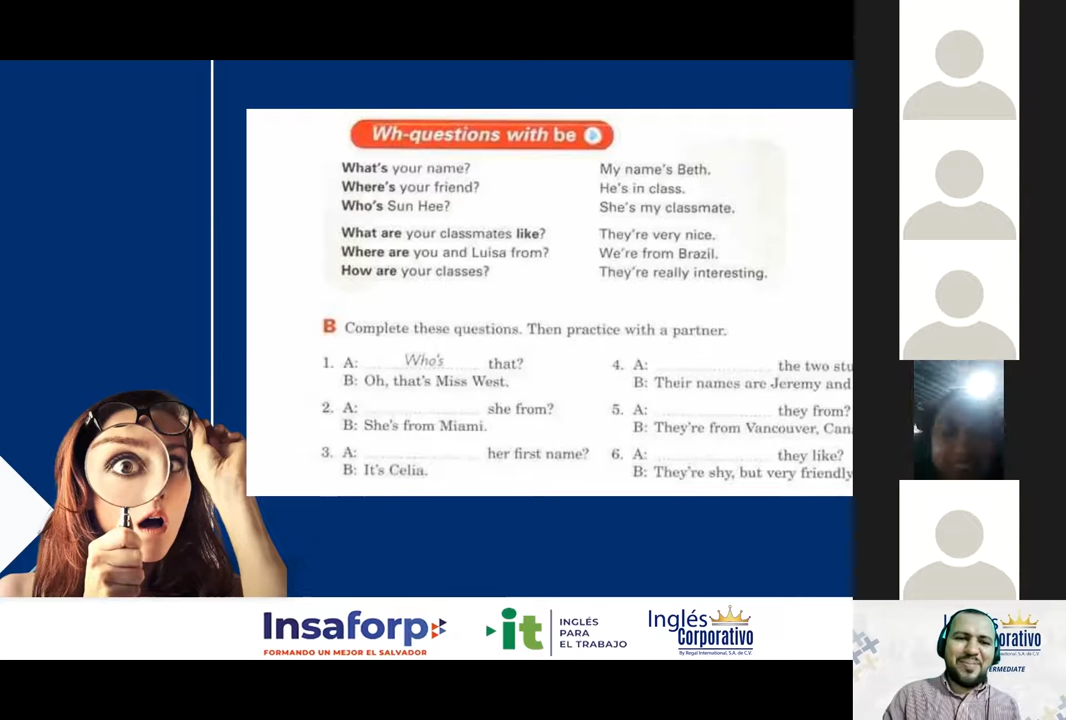 Wh-questions with be
What's your name? My name's Beth.
Where's your friend? He's in class.
Who's Sun Hee? She's my classmate.
What are your classmates like? They're very nice.
Where are you and Luisa from? We're from Brazil.
How are your classes? They're really interesting.
B Complete these questions. Then practice with a partner.
1. A: Who's that?
B: Oh, that's Miss West.
2. A: she from?
B: She's from Miami.
3. A: her first name?
B: It's Celia.
4. A: the two stu
B: Their names are Jeremy and
5. A: they from?
B: They're from Vancouver, Can
6. A: they like?
B: They're shy, but very friendly
Insaforp
FORMANDO UN MEJOR EL SALVADOR
it
INGLÉS
PARA
EL TRABAJO
Inglés
Corporativo
By Regal International, S.A. de C.V.
orativo
ERMEDIATE